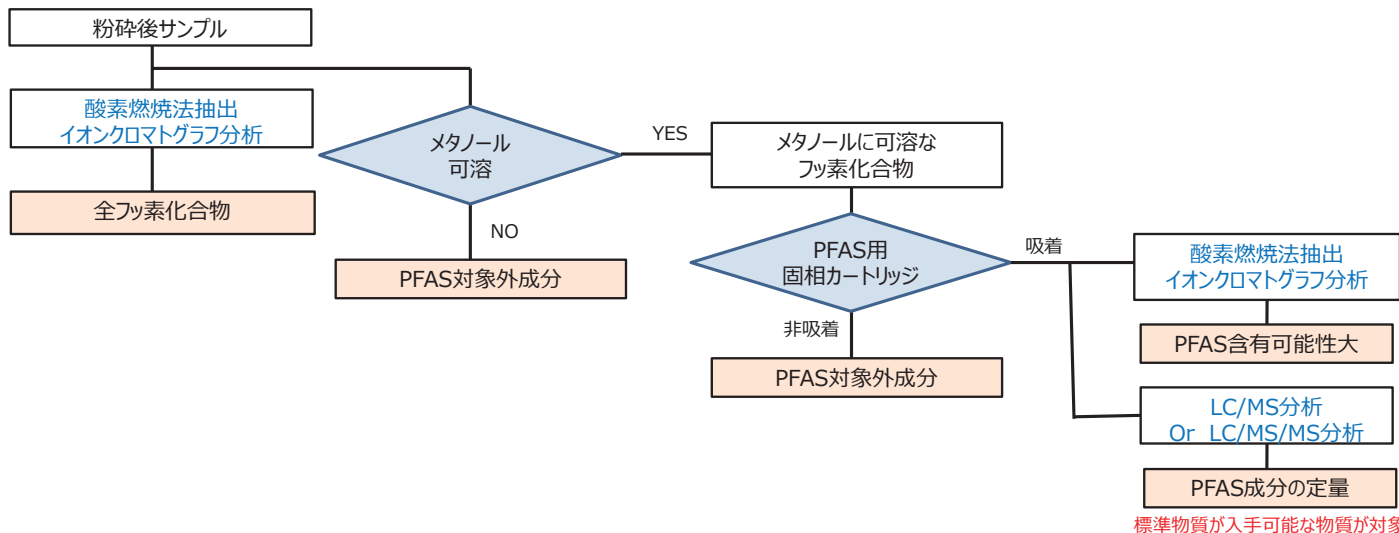 粉砕後サンプル
酸素燃焼法抽出
イオンクロマトグラフ分析
全フッ素化合物
メタノール
可溶
YES
NO
PFAS対象外成分
メタノールに可溶な
フッ素化合物
PFAS用
固相カートリッジ
吸着
非吸着
PFAS対象外成分
酸素燃焼法抽出
イオンクロマトグラフ分析
PFAS含有可能性大
LC/MS分析
Or LC/MS/MS分析
PFAS成分の定量
標準物質が入手可能な物質が対象